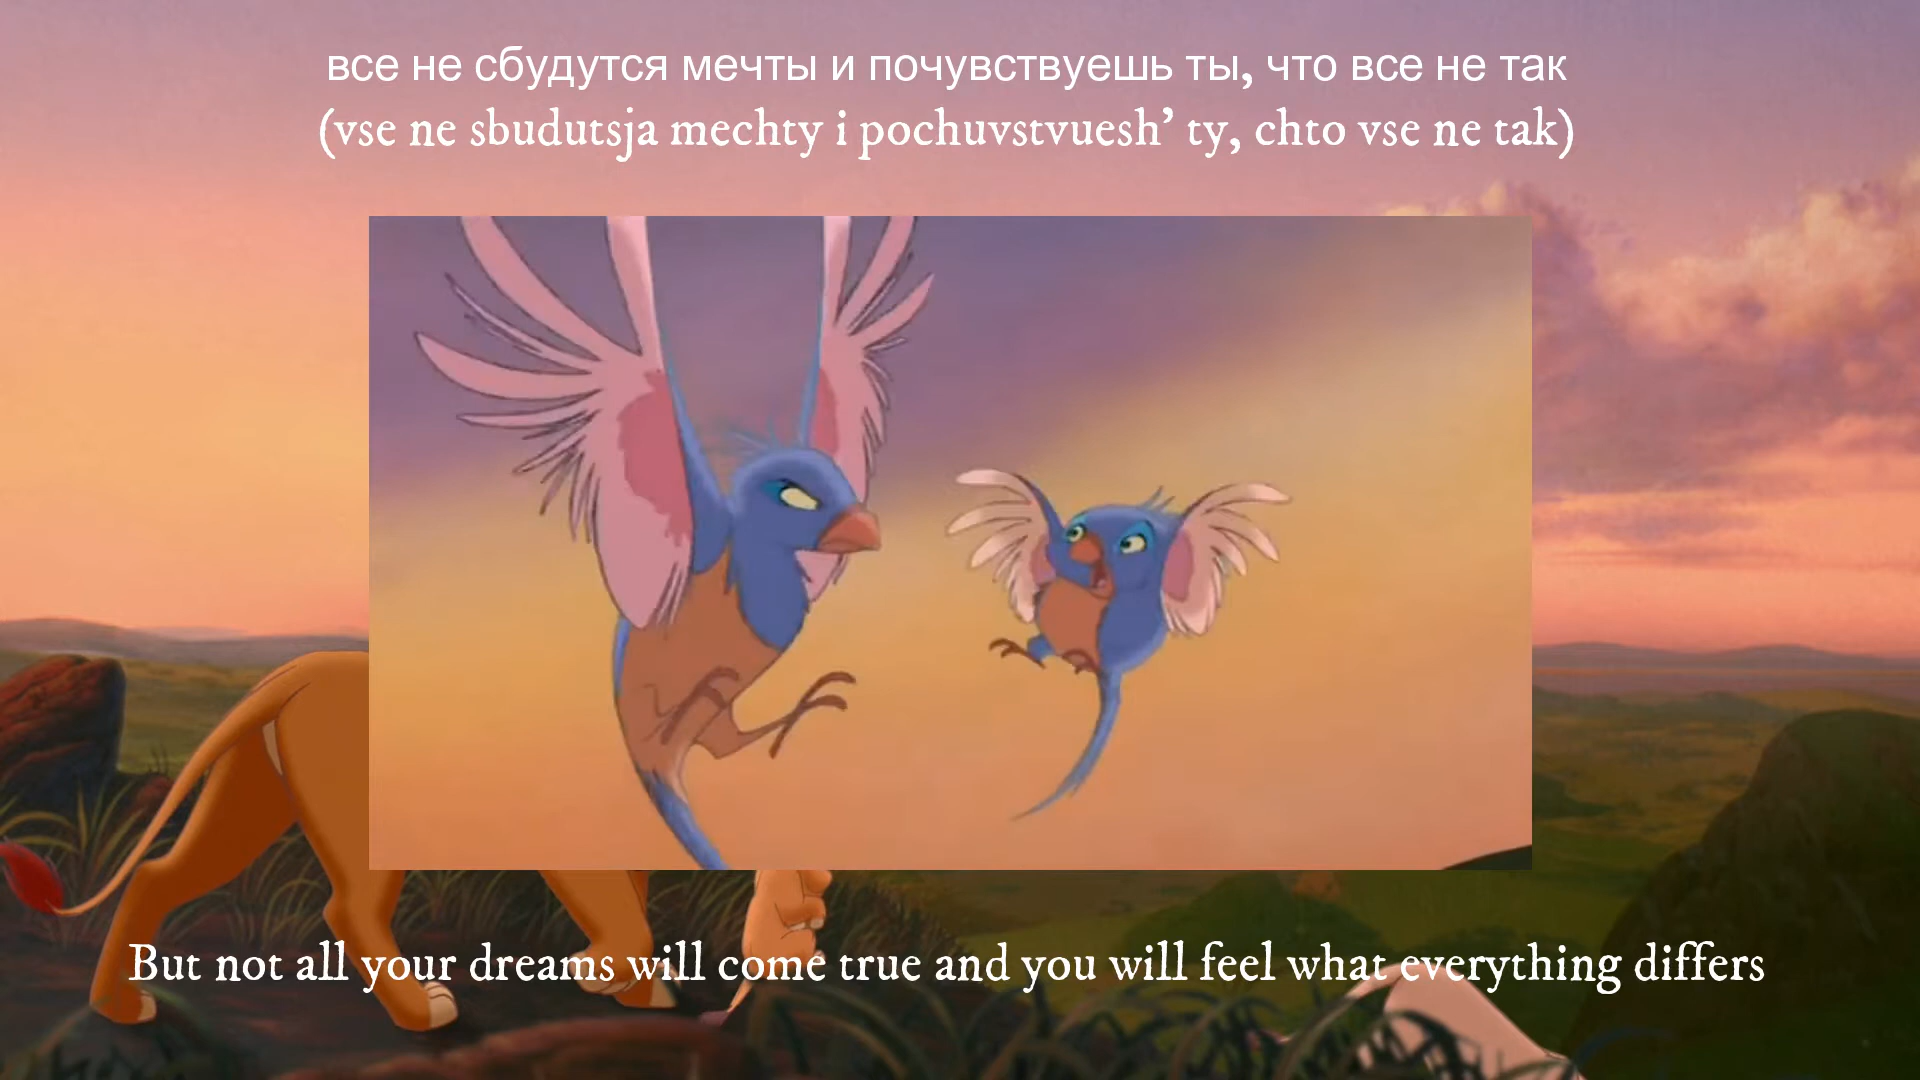 все не сбудутся мечты и почувствуешь ты, что все не так
(vse ne sbudutsja mechty i pochuvstvuesh’ ty, chto vse ne tak)
But not all your dreams will come true and you will feel what everything differs